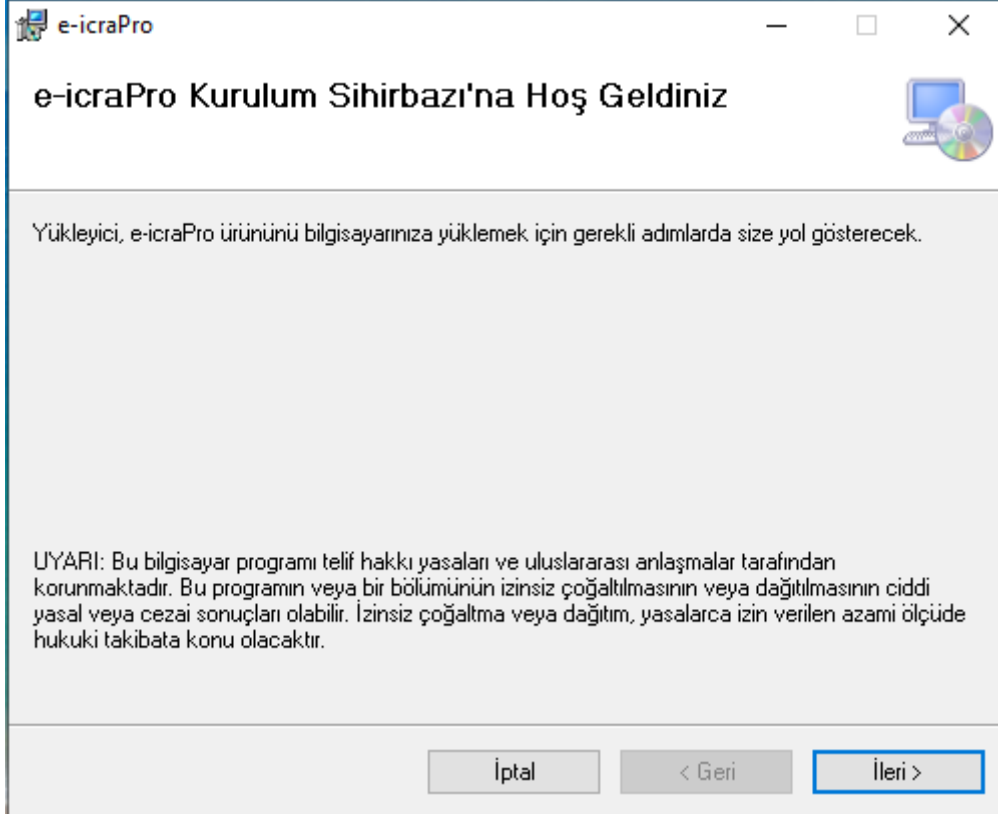 e-icraPro
e-icraPro Kurulum Sihirbazı'na Hoş Geldiniz
Yükleyici, e-icraPro ürününü bilgisayarınıza yüklemek için gerekli adımlarda size yol gösterecek.
UYARI: Bu bilgisayar programı telif hakkı yasaları ve uluslararası anlaşmalar tarafından
korunmaktadır. Bu programın veya bir bölümünün izinsiz çoğaltılmasının veya dağıtılmasının ciddi
yasal veya cezai sonuçları olabilir. İzinsiz çoğaltma veya dağıtım, yasalarca izin verilen azami ölçüde
hukuki takibata konu olacaktır.
İptal
< Geri
İleri >